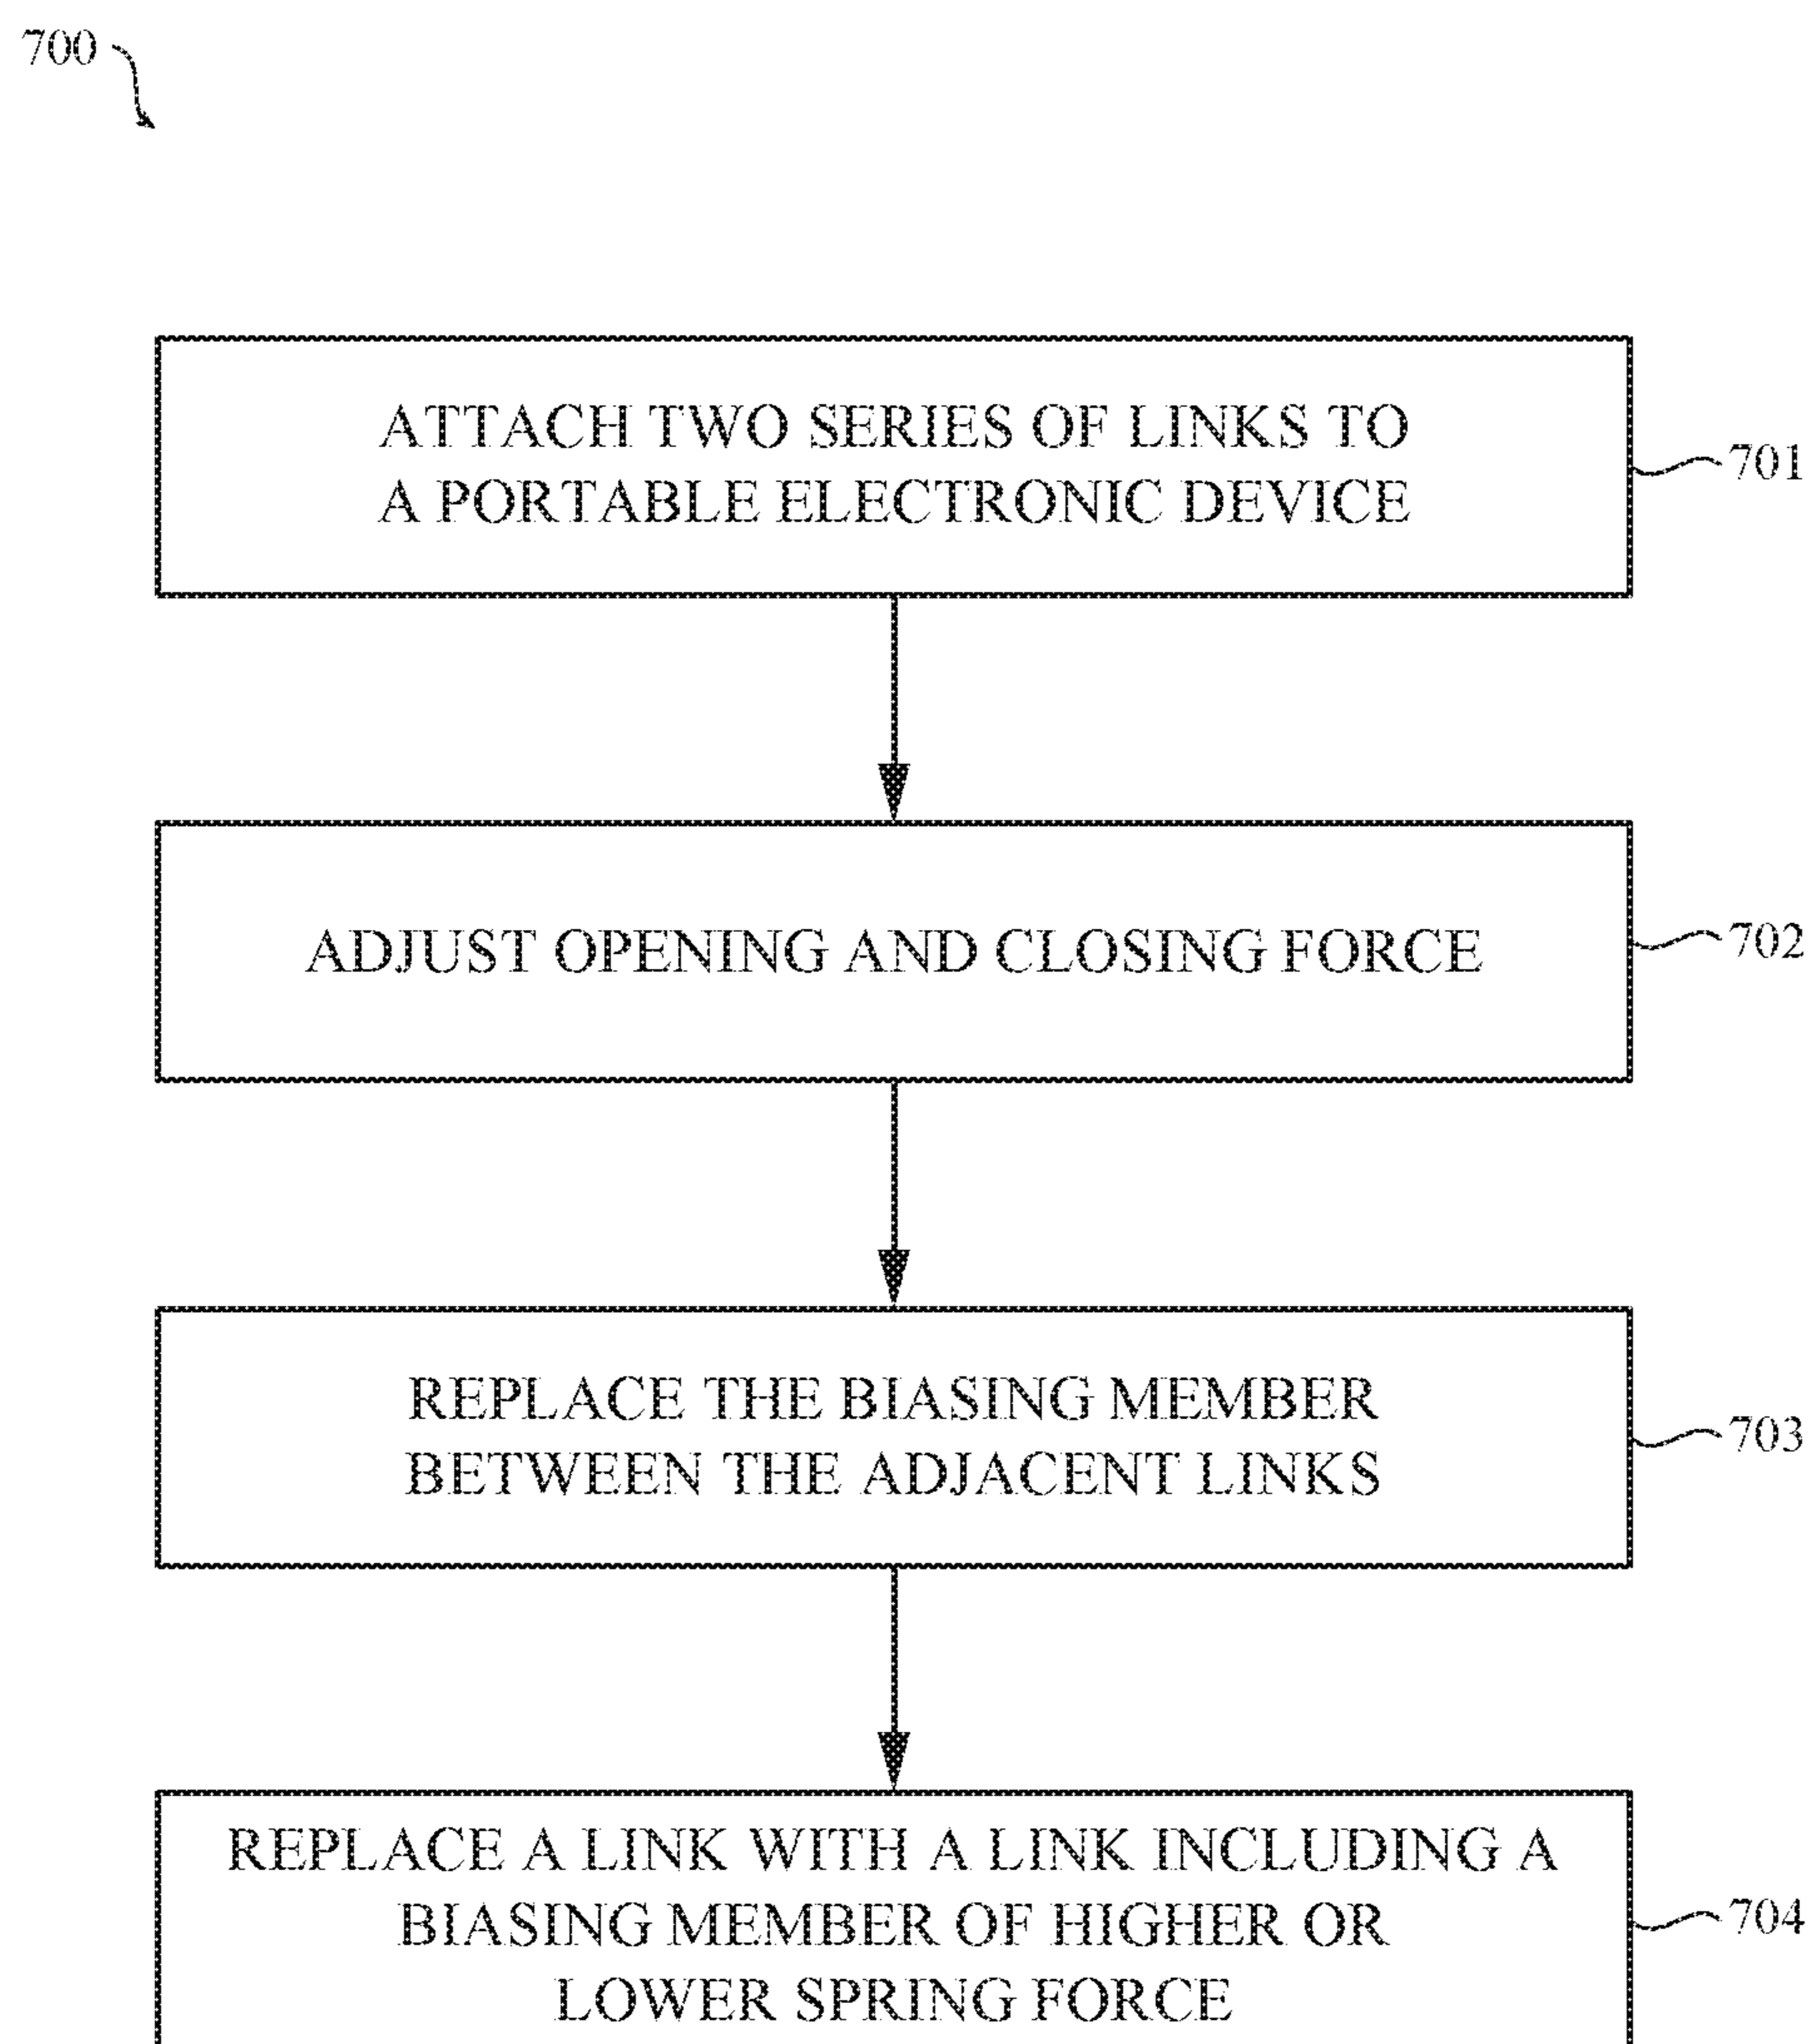 700
ATTACH TWO SERIES OF LINKS TO
A PORTABLE ELECTRONIC DEVICE
701
ADJUST OPENING AND CLOSING FORCE
702
REPLACE THE BIASING MEMBER
BETWEEN THE ADJACENT LINKS
703
REPLACE A LINK WITH A LINK INCLUDING A
BIASING MEMBER OF HIGHER OR
LOWER SPRING FORCE
704